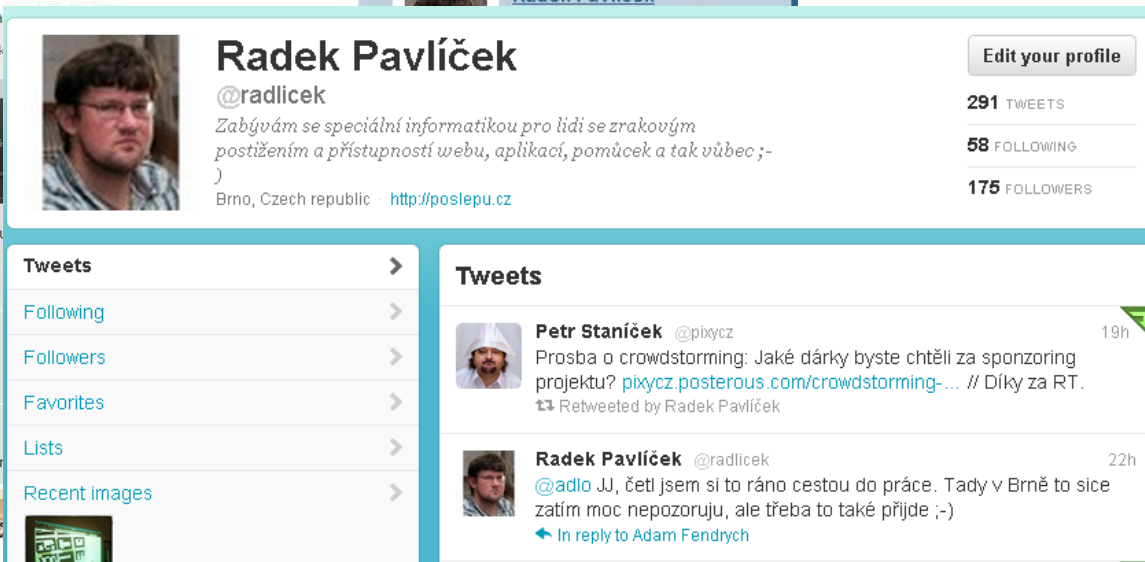 Radek Pavlíček
Radek Pavlíček
@radlicek
Zabývám se speciální informatikou pro lidi se zrakovým
postižením a přístupností webu, aplikací, pomůcek a tak vůbec ;-
)
Brno, Czech republic · http://poslepu.cz
Edit your profile
291 TWEETS
58 FOLLOWING
175 FOLLOWERS
Tweets
Following
Followers
Favorites
Lists
Recent images
Tweets
Petr Staníček @pixycz 19h
Prosba o crowdstorming: Jaké dárky byste chtěli za sponzoring
projektu? pixycz.posterous.com/crowdstorming-... // Díky za RT.
Retweeted by Radek Pavlíček
Radek Pavlíček @radlicek 22h
@adlo JJ, četl jsem si to ráno cestou do práce. Tady v Brně to sice
zatím moc nepozoruju, ale třeba to také přijde ;-)
In reply to Adam Fendrych